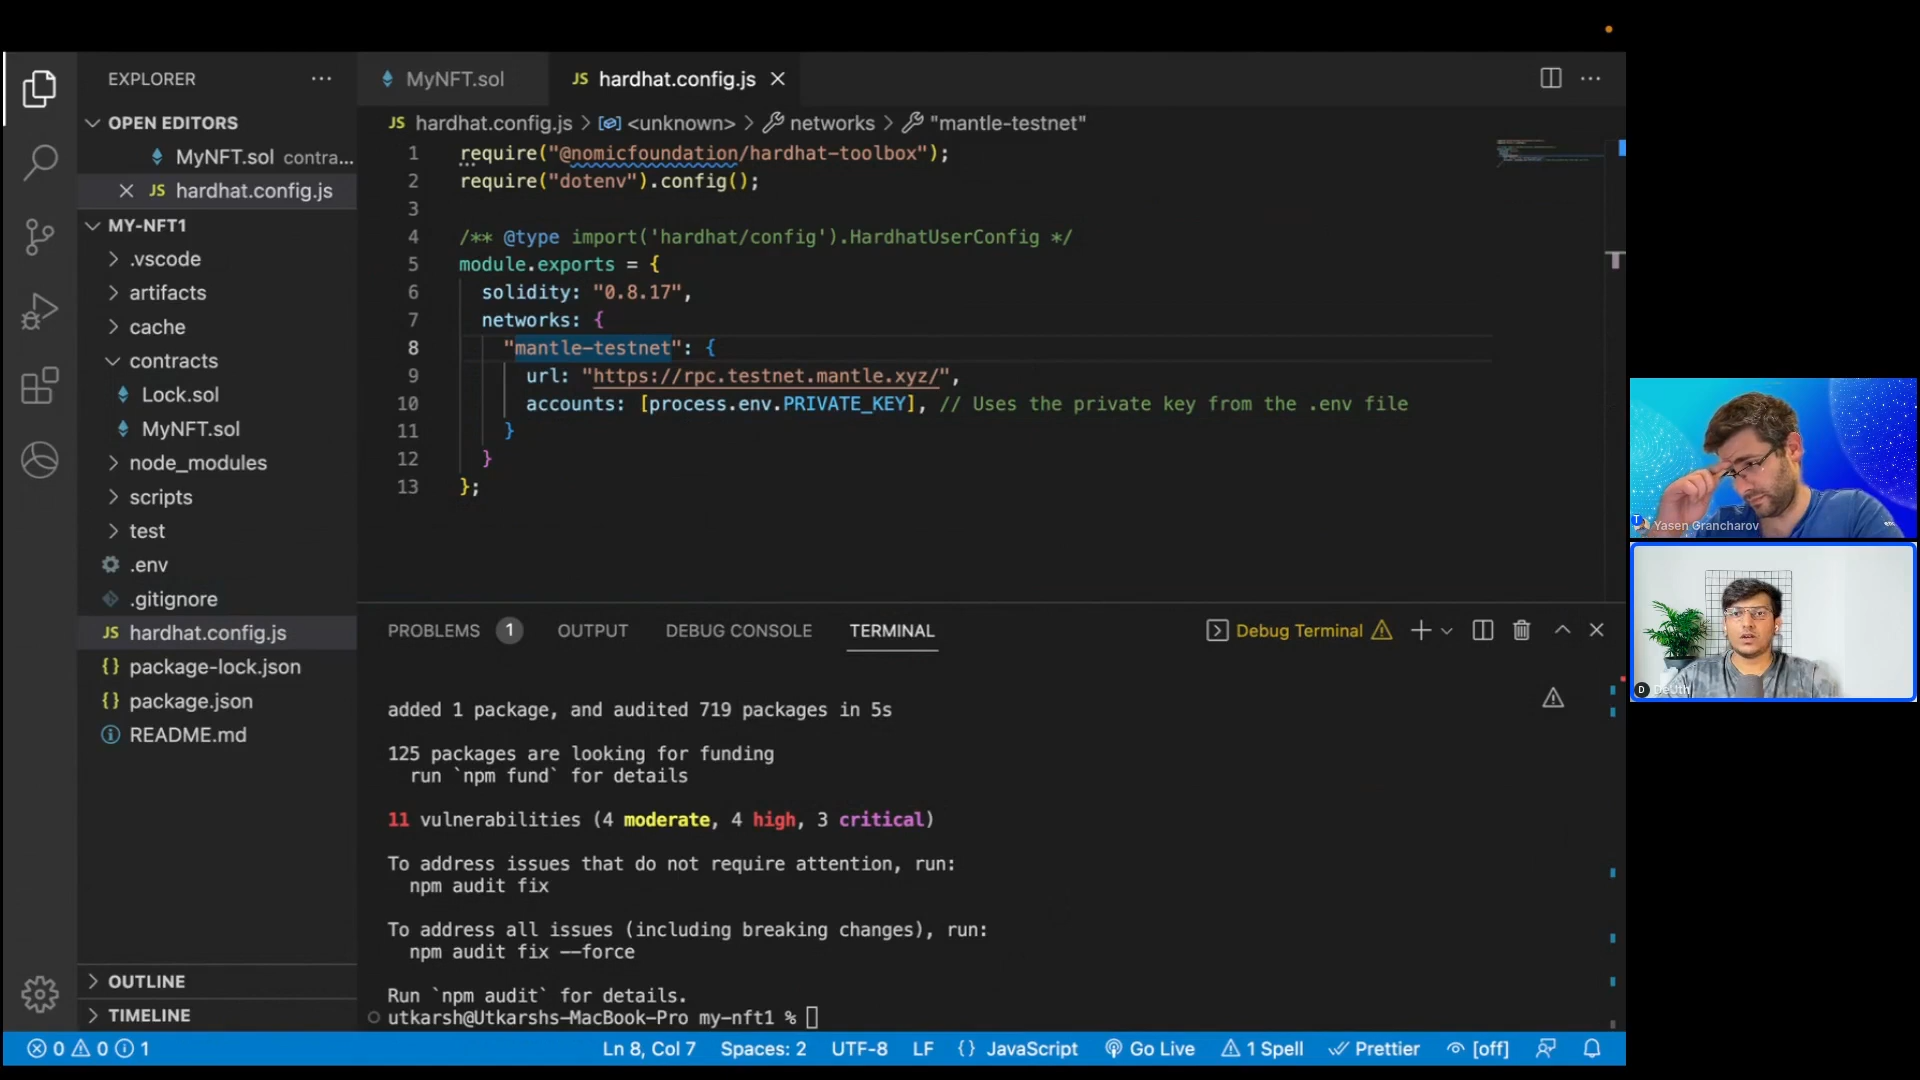 EXPLORER
OPEN EDITORS
MyNFT.sol contra...
hardhat.config.js
MY-NFT1
.vscode
artifacts
cache
contracts
Lock.sol
MyNFT.sol
node_modules
scripts
test
.env
.gitignore
JS hardhat.config.js
{} package-lock.json
{} package.json
README.md
OUTLINE
TIMELINE
MyNFT.sol
JS hardhat.config.js
JS hardhat.config.js > <unknown> > networks > "mantle-testnet"
1 require("@nomicfoundation/hardhat-toolbox");
2 require("dotenv").config();
3
4 /** @type import('hardhat/config').HardhatUserConfig */
5 module.exports = {
6 solidity: "0.8.17",
7 networks: {
8 "mantle-testnet": {
9 url: "https://rpc.testnet.mantle.xyz/",
10 accounts: [process.env.PRIVATE_KEY], // Uses the private key from the .env file
11 }
12 }
13 };
PROBLEMS 1 OUTPUT DEBUG CONSOLE TERMINAL
Debug Terminal
added 1 package, and audited 719 packages in 5s
125 packages are looking for funding
run `npm fund` for details
11 vulnerabilities (4 moderate, 4 high, 3 critical)
To address issues that do not require attention, run:
npm audit fix
To address all issues (including breaking changes), run:
npm audit fix --force
Run `npm audit` for details.
utkarsh@Utkarshs-MacBook-Pro my-nft1 %
0 0 1
Ln 8, Col 7 Spaces: 2 UTF-8 LF {} JavaScript Go Live 1 Spell Prettier [off]
Yasen Grancharov
D DeUth